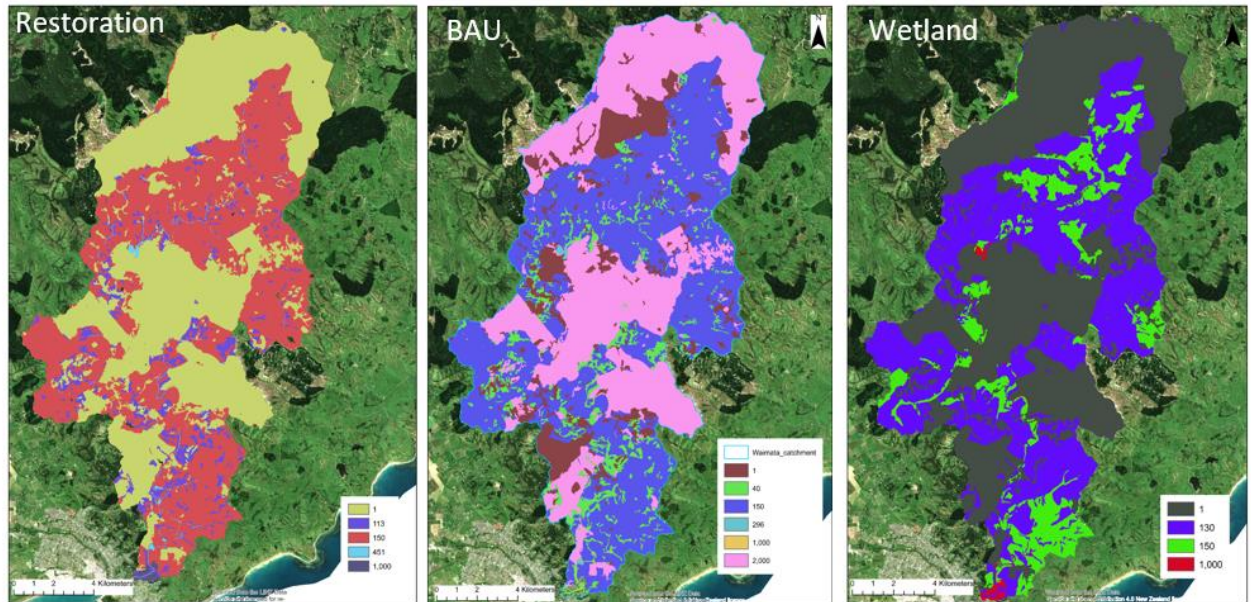 Restoration
1
113
150
451
1,000
0 1 2 4 Kilometers
BAU
N
Waimata_catchment
1
40
150
296
1,000
2,000
0 1 2 4 Kilometers
Wetland
1
130
150
1,000
0 1 2 4 Kilometers